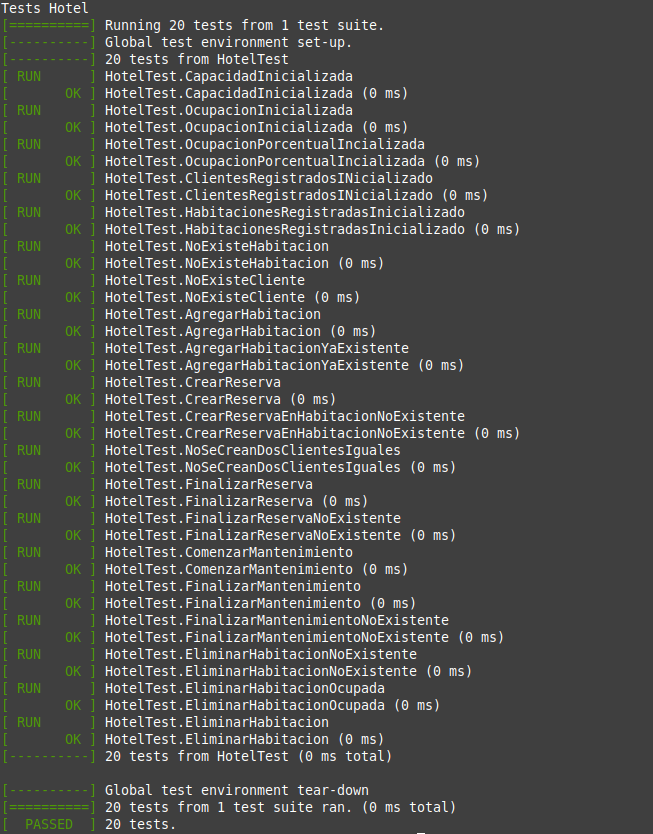 Tests Hotel
[==========] Running 20 tests from 1 test suite.
[----------] Global test environment set-up.
[----------] 20 tests from HotelTest
[ RUN      ] HotelTest.CapacidadInicializada
[       OK ] HotelTest.CapacidadInicializada (0 ms)
[ RUN      ] HotelTest.OcupacionInicializada
[       OK ] HotelTest.OcupacionInicializada (0 ms)
[ RUN      ] HotelTest.OcupacionPorcentualIncializada
[       OK ] HotelTest.OcupacionPorcentualIncializada (0 ms)
[ RUN      ] HotelTest.ClientesRegistradosINicializado
[       OK ] HotelTest.ClientesRegistradosINicializado (0 ms)
[ RUN      ] HotelTest.HabitacionesRegistradasInicializado
[       OK ] HotelTest.HabitacionesRegistradasInicializado (0 ms)
[ RUN      ] HotelTest.NoExisteHabitacion
[       OK ] HotelTest.NoExisteHabitacion (0 ms)
[ RUN      ] HotelTest.NoExisteCliente
[       OK ] HotelTest.NoExisteCliente (0 ms)
[ RUN      ] HotelTest.AgregarHabitacion
[       OK ] HotelTest.AgregarHabitacion (0 ms)
[ RUN      ] HotelTest.AgregarHabitacionYaExistente
[       OK ] HotelTest.AgregarHabitacionYaExistente (0 ms)
[ RUN      ] HotelTest.CrearReserva
[       OK ] HotelTest.CrearReserva (0 ms)
[ RUN      ] HotelTest.CrearReservaEnHabitacionNoExistente
[       OK ] HotelTest.CrearReservaEnHabitacionNoExistente (0 ms)
[ RUN      ] HotelTest.NoSeCreanDosClientesIguales
[       OK ] HotelTest.NoSeCreanDosClientesIguales (0 ms)
[ RUN      ] HotelTest.FinalizarReserva
[       OK ] HotelTest.FinalizarReserva (0 ms)
[ RUN      ] HotelTest.FinalizarReservaNoExistente
[       OK ] HotelTest.FinalizarReservaNoExistente (0 ms)
[ RUN      ] HotelTest.ComenzarMantenimiento
[       OK ] HotelTest.ComenzarMantenimiento (0 ms)
[ RUN      ] HotelTest.FinalizarMantenimiento
[       OK ] HotelTest.FinalizarMantenimiento (0 ms)
[ RUN      ] HotelTest.FinalizarMantenimientoNoExistente
[       OK ] HotelTest.FinalizarMantenimientoNoExistente (0 ms)
[ RUN      ] HotelTest.EliminarHabitacionNoExistente
[       OK ] HotelTest.EliminarHabitacionNoExistente (0 ms)
[ RUN      ] HotelTest.EliminarHabitacionOcupada
[       OK ] HotelTest.EliminarHabitacionOcupada (0 ms)
[ RUN      ] HotelTest.EliminarHabitacion
[       OK ] HotelTest.EliminarHabitacion (0 ms)
[----------] 20 tests from HotelTest (0 ms total)

[----------] Global test environment tear-down
[==========] 20 tests from 1 test suite ran. (0 ms total)
[  PASSED  ] 20 tests.